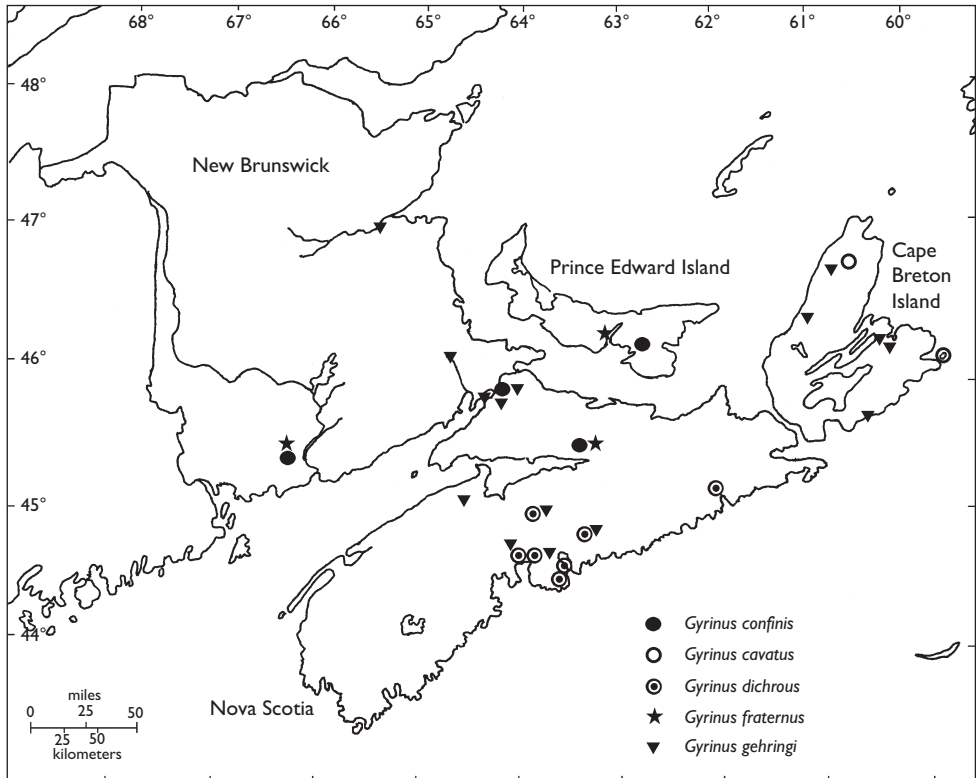 68° 67° 66° 65° 64° 63° 62° 61° 60°
48°
New Brunswick
47°
Prince Edward Island
Cape
Breton
Island
46°
45°
44°
Gyrinus confinis
Gyrinus cavatus
Gyrinus dichrous
Gyrinus fraternus
Gyrinus gehringi
Nova Scotia
miles
0 25 50
25 50
kilometers